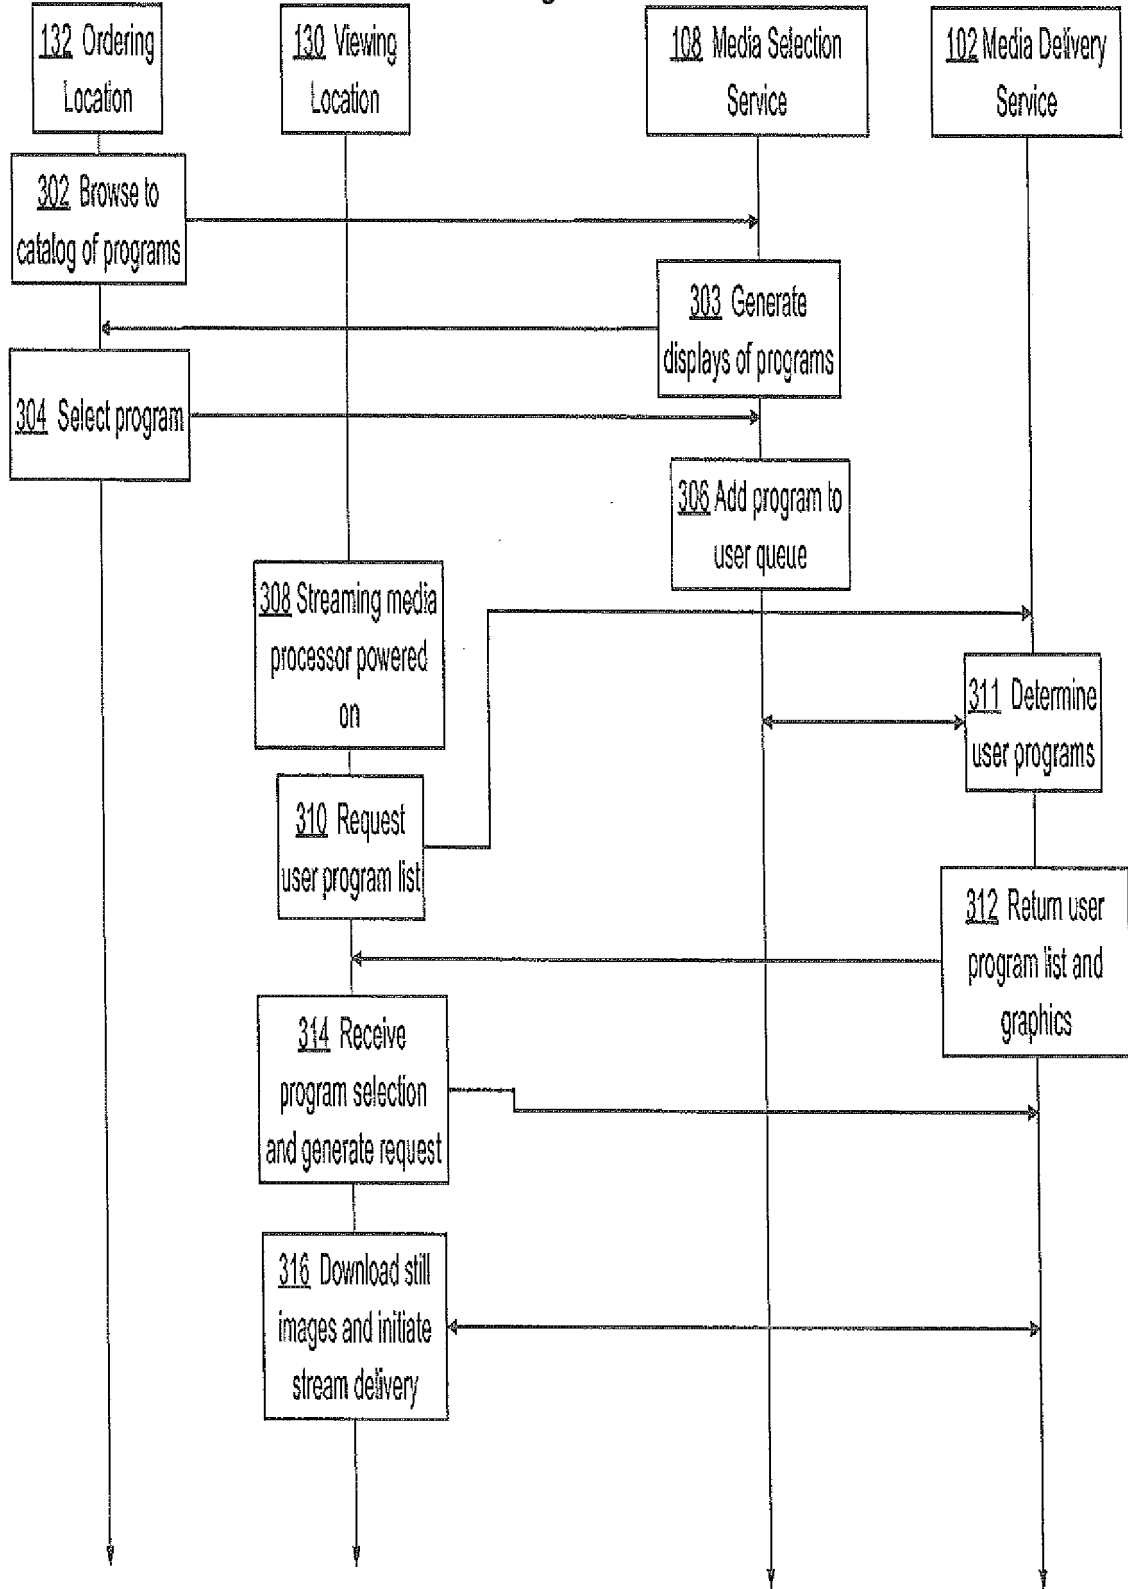 132 Ordering
Location
130 Viewing
Location
108 Media Selection
Service
102 Media Delivery
Service
302 Browse to
catalog of programs
303 Generate
displays of programs
304 Select program
306 Add program to
user queue
308 Streaming media
processor powered
on
311 Determine
user programs
310 Request
user program list
312 Return user
program list and
graphics
314 Receive
program selection
and generate request
316 Download still
images and initiate
stream delivery